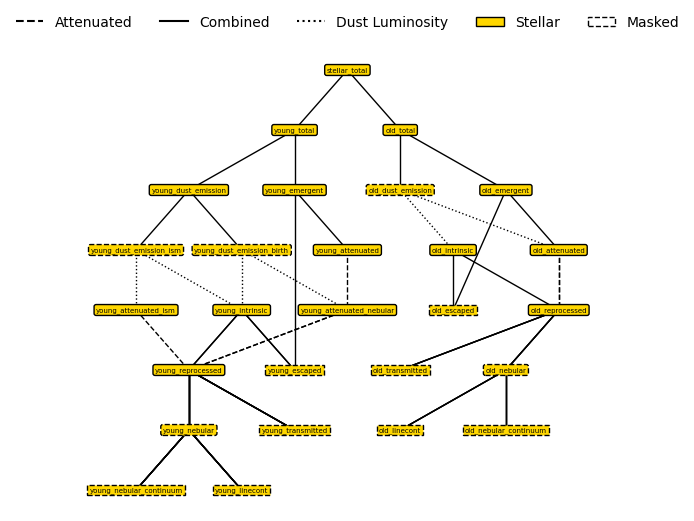 Attenuated Combined Dust Luminosity Stellar Masked
stellar_total
young_total old_total
young_dust_emission young_emergent old_dust_emission old_emergent
young_dust_emission_ism young_dust_emission_birth young_attenuated old_intrinsic old_attenuated
young_attenuated_ism young_intrinsic young_attenuated_nebular old_escaped old_reprocessed
young_reprocessed young_escaped old_transmitted old_nebular
young_nebular young_transmitted old_linecont old_nebular_continuum
young_nebular_continuum young_linecont